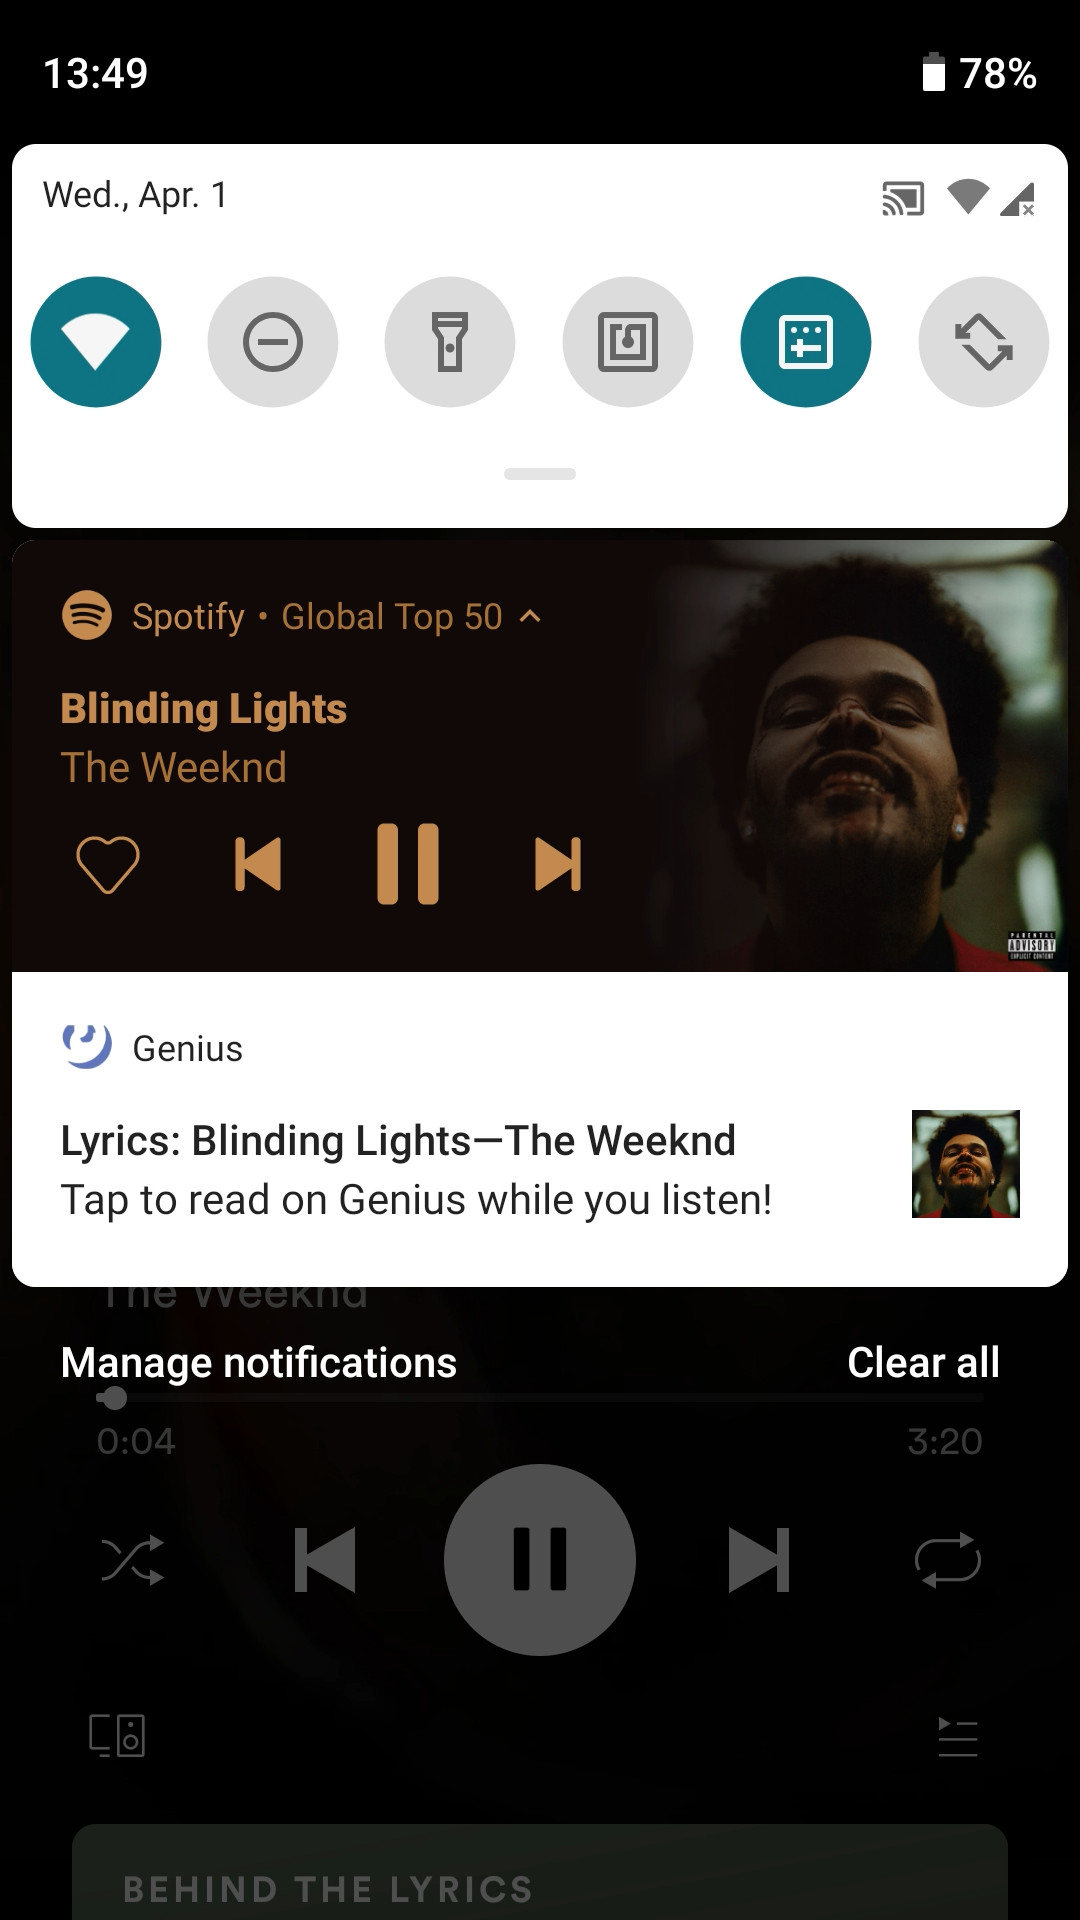 13:49
78%
Wed., Apr. 1
Spotify • Global Top 50
Blinding Lights
The Weeknd
PARENTAL
ADVISORY
EXPLICIT CONTENT
Genius
Lyrics: Blinding Lights—The Weeknd
Tap to read on Genius while you listen!
The Weeknd
Manage notifications
Clear all
0:04
3:20
BEHIND THE LYRICS